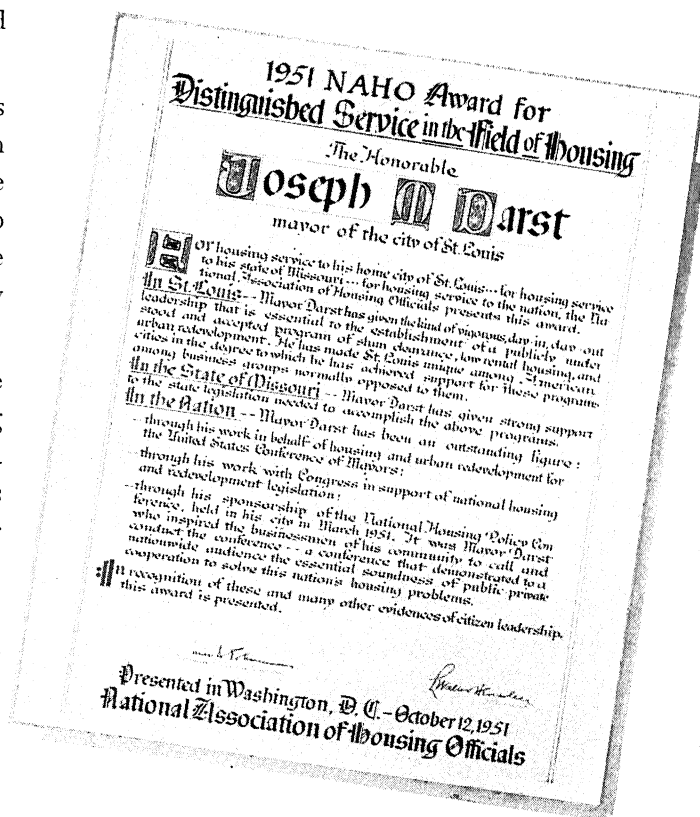 1951 NAHO Award for
Distinguished Service in the Field of Housing
The Honorable
Joseph M Darst
mayor of the city of St. Louis
For housing service to his home city of St. Louis--- for housing service
to his state of Missouri--- for housing service to the nation, the Na-
tional Association of Housing Officials presents this award.
In St. Louis-- Mayor Darst has given the kind of vigorous, day-in, day-out
leadership that is essential to the establishment of a publicly under
stood and accepted program of slum clearance, low rental housing, and
urban redevelopment. He has made St. Louis unique among American
cities in the degree to which he has achieved support for these programs
among business groups normally opposed to them.
In the State of Missouri -- Mayor Darst has given strong support
to the state legislation needed to accomplish the above programs.
In the Nation -- Mayor Darst has been an outstanding figure:
--through his work in behalf of housing and urban redevelopment for
the United States Conference of Mayors:
--through his work with Congress in support of national housing
and redevelopment legislation:
--through his sponsorship of the National Housing Policy Con
ference, held in his city in March 1951. It was Mayor Darst
who inspired the businessmen of his community to call and
conduct the conference -- a conference that demonstrated to a
nationwide audience the essential soundness of public-private
cooperation to solve this nation's housing problems.
In recognition of these and many other evidences of citizen leadership,
this award is presented.
Presented in Washington, D. C. - October 12, 1951
National Association of Housing Officials